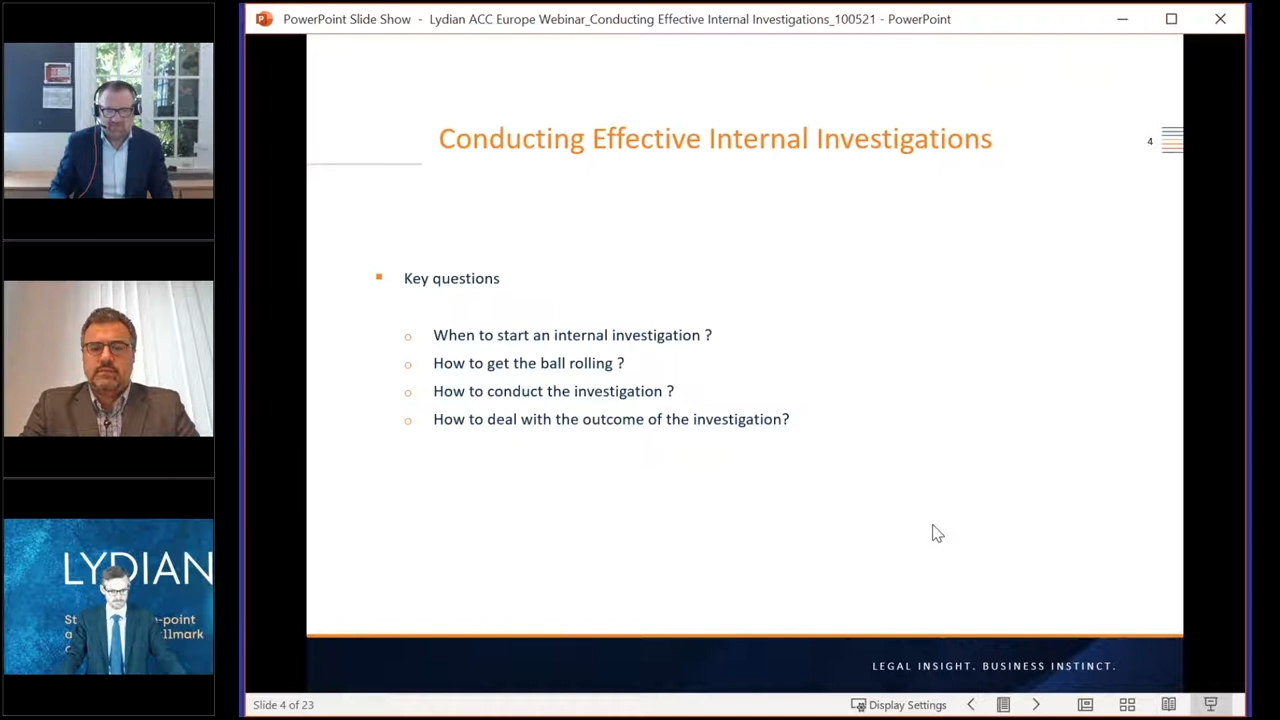 PowerPoint Slide Show - Lydian ACC Europe Webinar_Conducting Effective Internal Investigations_100521 - PowerPoint
Conducting Effective Internal Investigations
4
Key questions
When to start an internal investigation ?
How to get the ball rolling ?
How to conduct the investigation ?
How to deal with the outcome of the investigation?
LEGAL INSIGHT. BUSINESS INSTINCT.
Slide 4 of 23
Display Settings
LYDIAN
-point